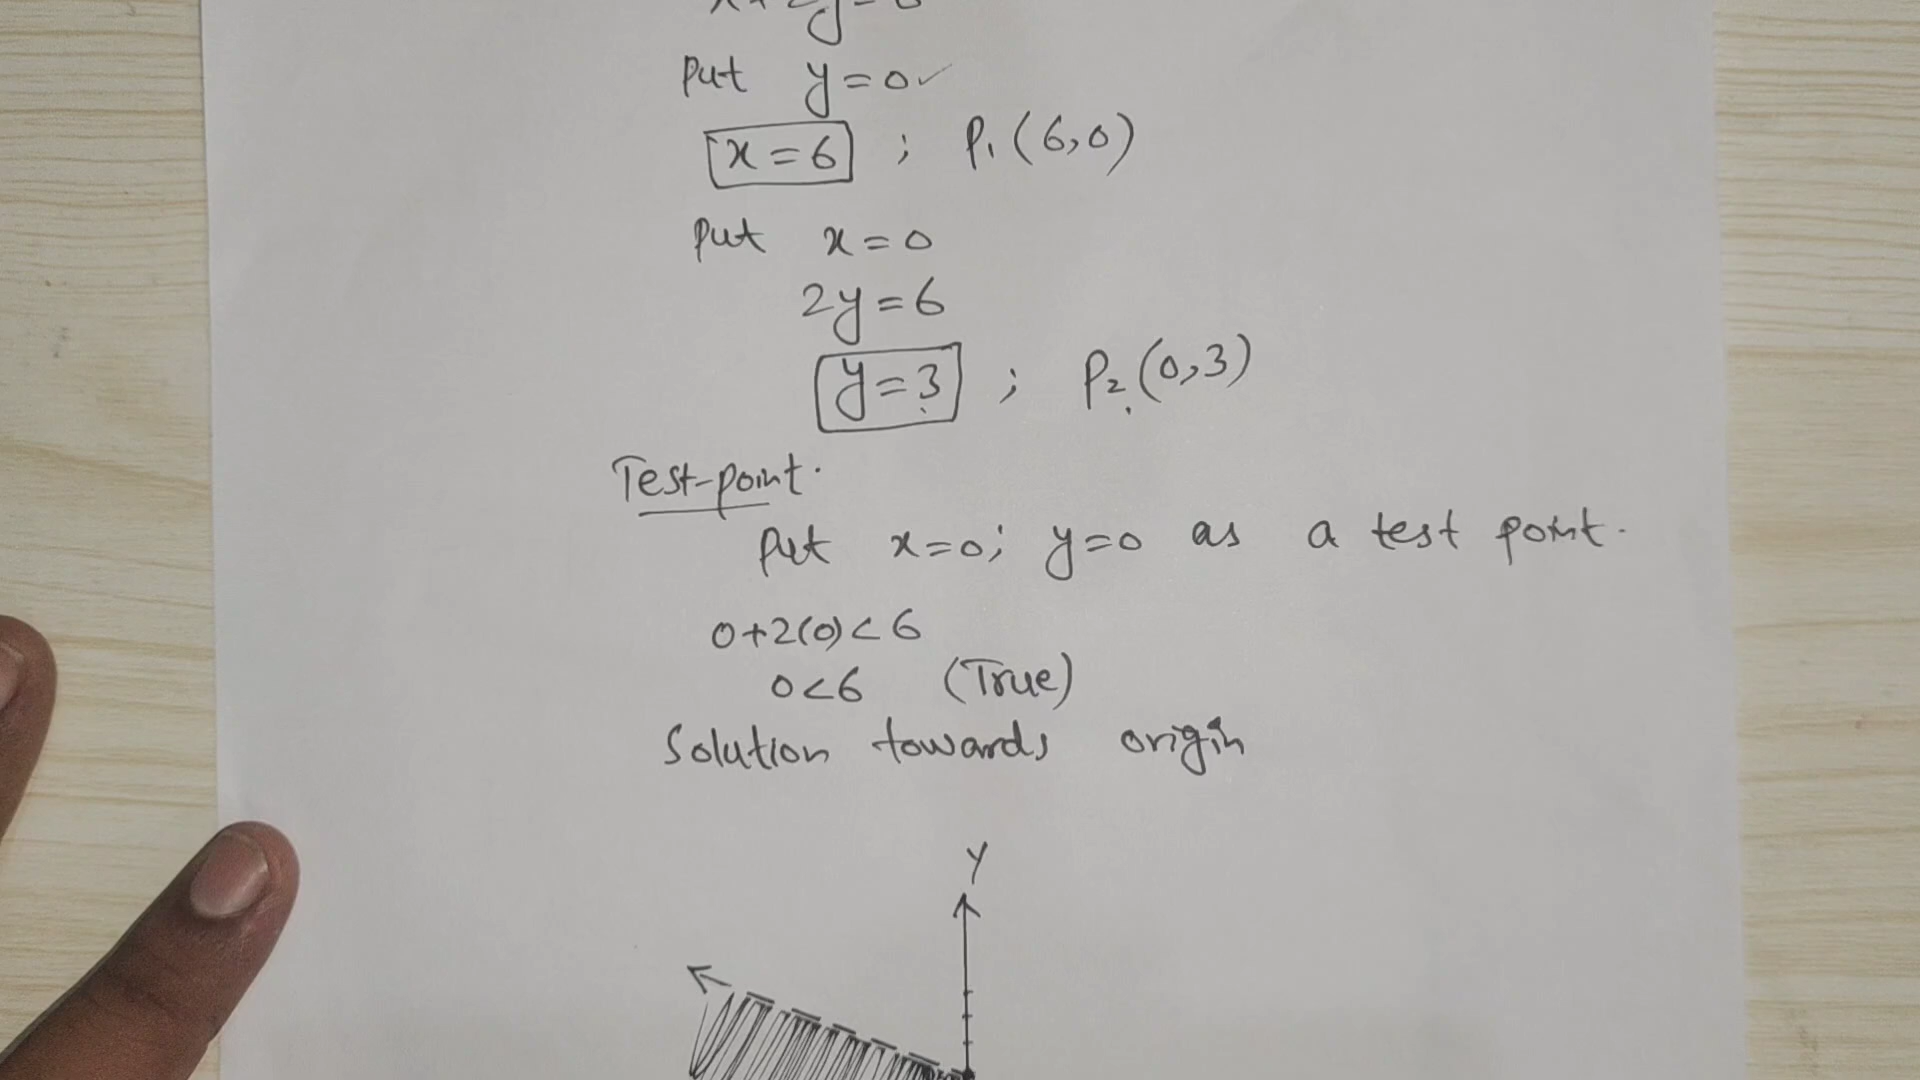 Put y=0✓
x=6 ; P₁(6,0)
Put x=0
2y=6
y=3 ; P₂(0,3)
Test-point.
Put x=0; y=0 as a test point.
0+2(0)<6
0<6 (True)
Solution towards origin
Y